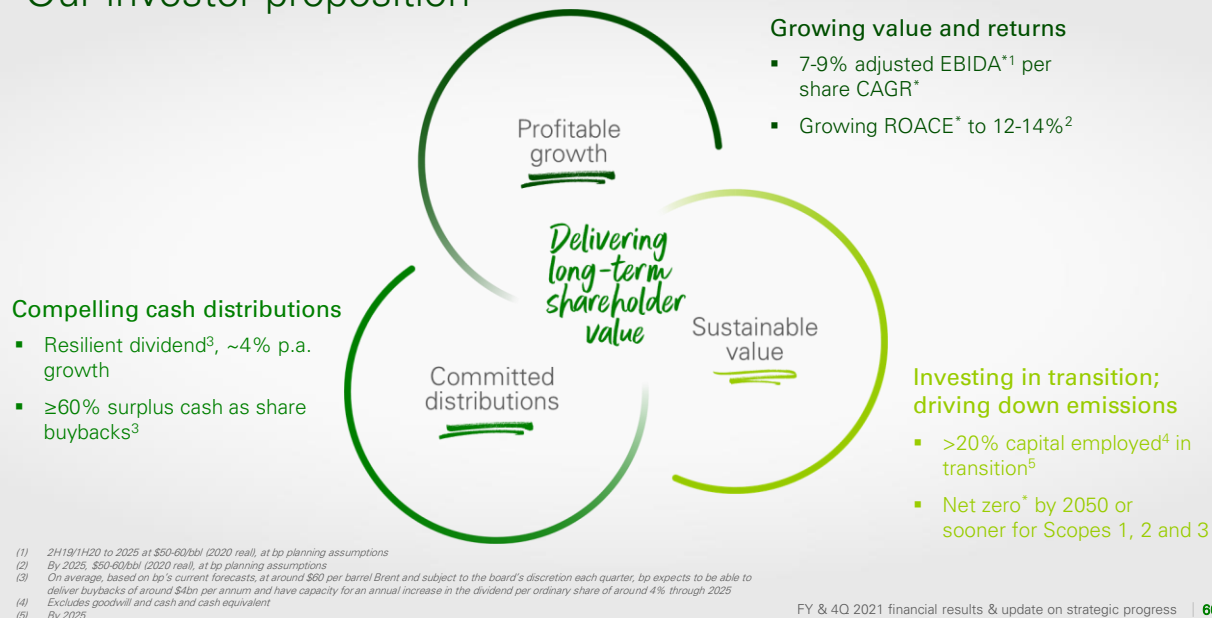 Our investor proposition
Growing value and returns
▪ 7-9% adjusted EBIDA*1 per
share CAGR*
▪ Growing ROACE* to 12-14%2
Profitable
growth
Delivering
long-term
shareholder
value
Compelling cash distributions
▪ Resilient dividend3, ~4% p.a.
growth
▪ ≥60% surplus cash as share
buybacks3
Committed
distributions
Sustainable
value
Investing in transition;
driving down emissions
▪ >20% capital employed4 in
transition5
▪ Net zero* by 2050 or
sooner for Scopes 1, 2 and 3
(1) 2H19/1H20 to 2025 at $50-60/bbl (2020 real), at bp planning assumptions
(2) By 2025, $50-60/bbl (2020 real), at bp planning assumptions
(3) On average, based on bp's current forecasts, at around $60 per barrel Brent and subject to the board's discretion each quarter, bp expects to be able to
deliver buybacks of around $4bn per annum and have capacity for an annual increase in the dividend per ordinary share of around 4% through 2025
(4) Excludes goodwill and cash and cash equivalent
(5) By 2025
FY & 4Q 2021 financial results & update on strategic progress